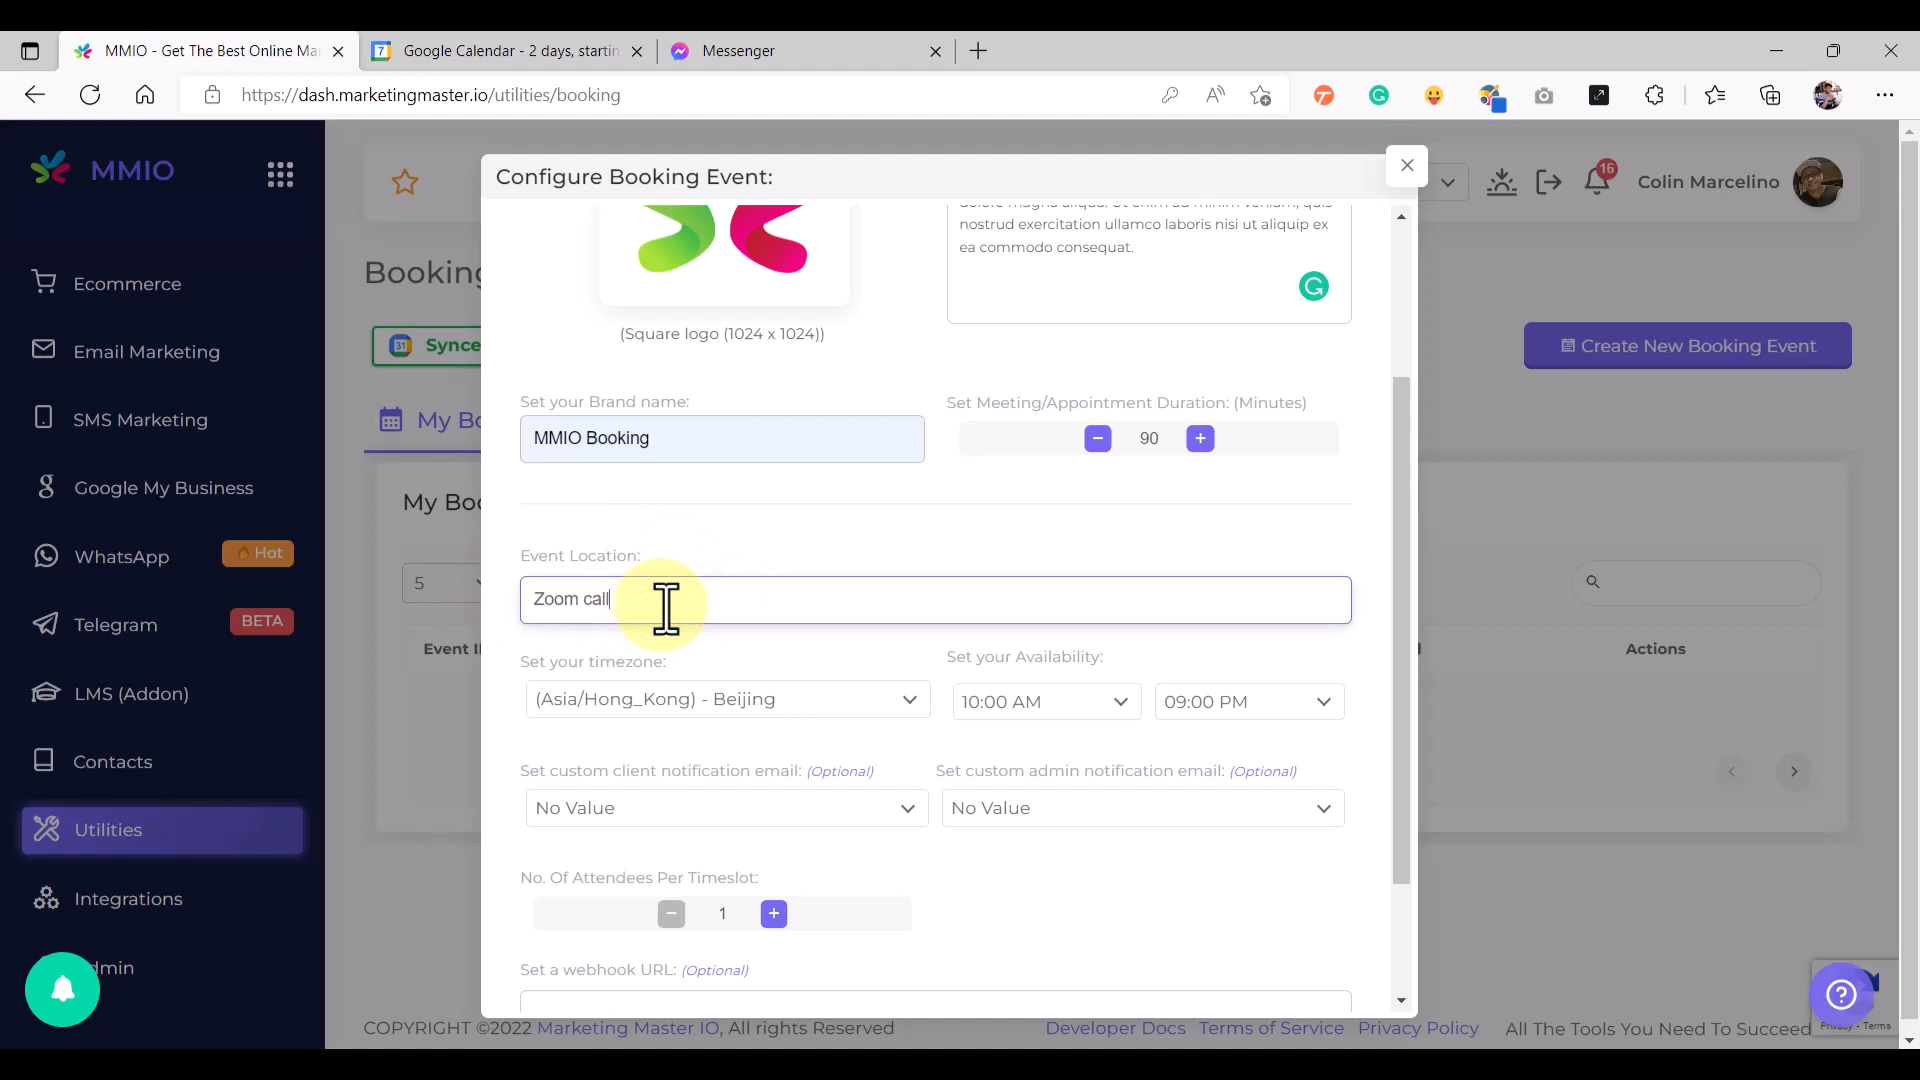 MMIO - Get The Best Online Ma
Google Calendar - 2 days, startin
Messenger
https://dash.marketingmaster.io/utilities/booking
MMIO
Ecommerce
Email Marketing
SMS Marketing
Google My Business
WhatsApp
Hot
Telegram
BETA
LMS (Addon)
Contacts
Utilities
Integrations
dmin
16
Colin Marcelino
Booking
31
Synce
Create New Booking Event
My Bo
My Boo
5
Event I
Actions
Configure Booking Event:
nostrud exercitation ullamco laboris nisi ut aliquip ex
ea commodo consequat.
(Square logo (1024 x 1024))
Set your Brand name:
MMIO Booking
Set Meeting/Appointment Duration: (Minutes)
90
Event Location:
Zoom call
Set your timezone:
(Asia/Hong_Kong) - Beijing
Set your Availability:
10:00 AM
09:00 PM
Set custom client notification email: (Optional)
No Value
Set custom admin notification email: (Optional)
No Value
No. Of Attendees Per Timeslot:
1
Set a webhook URL: (Optional)
COPYRIGHT ©2022 Marketing Master IO, All rights Reserved
Developer Docs Terms of Service Privacy Policy
All The Tools You Need To Succeed
Privacy - Terms